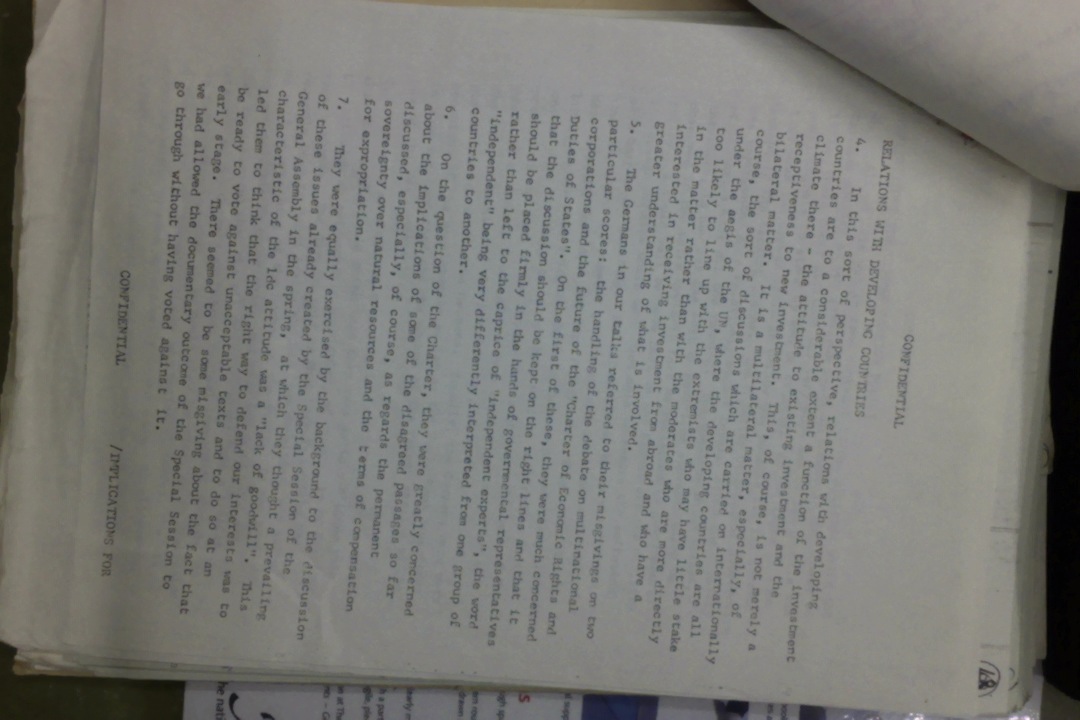 CONFIDENTIAL
RELATIONS WITH DEVELOPING COUNTRIES
4. In this sort of perspective, relations with developing
countries are to a considerable extent a function of the investment
climate there - the attitude to existing investment and the
receptiveness to new investment. This, of course, is not merely a
bilateral matter. It is a multilateral matter, especially, of
course, the sort of discussions which are carried on internationally
under the aegis of the UN, where the developing countries are all
too likely to line up with the extremists who may have little stake
in the matter rather than with the moderates who are more directly
interested in receiving investment from abroad and who have a
greater understanding of what is involved.
5. The Germans in our talks referred to their misgivings on two
particular scores: the handling of the debate on multinational
corporations and the future of the "Charter of Economic Rights and
Duties of States". On the first of these, they were much concerned
that the discussion should be kept on the right lines and that it
should be placed firmly in the hands of governmental representatives
rather than left to the caprice of "independent experts", the word
"independent" being very differently interpreted from one group of
countries to another.
6. On the question of the Charter, they were greatly concerned
about the implications of some of the disagreed passages so far
discussed, especially, of course, as regards the permanent
sovereignty over natural resources and the terms of compensation
for expropriation.
7. They were equally exercised by the background to the discussion
of these issues already created by the Special Session of the
General Assembly in the spring, at which they thought a prevailing
characteristic of the ldc attitude was a "lack of goodwill". This
led them to think that the right way to defend our interests was to
be ready to vote against unacceptable texts and to do so at an
early stage. There seemed to be some misgiving about the fact that
we had allowed the documentary outcome of the Special Session to
go through without having voted against it.
CONFIDENTIAL
/IMPLICATIONS FOR